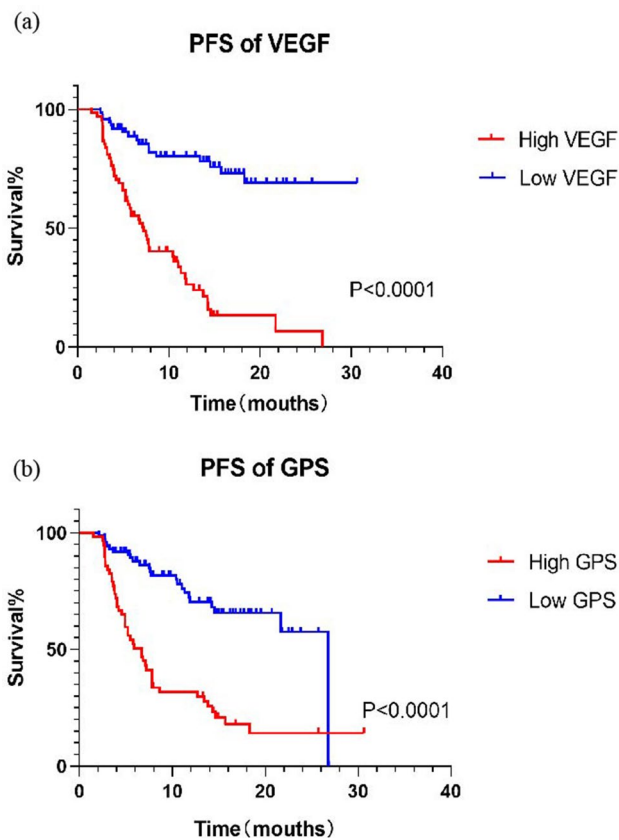 (a)
PFS of VEGF
100
50
0
Survival%
0 10 20 30 40
Time(mouths)
High VEGF
Low VEGF
P<0.0001
(b)
PFS of GPS
100
50
0
Survival%
0 10 20 30 40
Time(mouths)
High GPS
Low GPS
P<0.0001